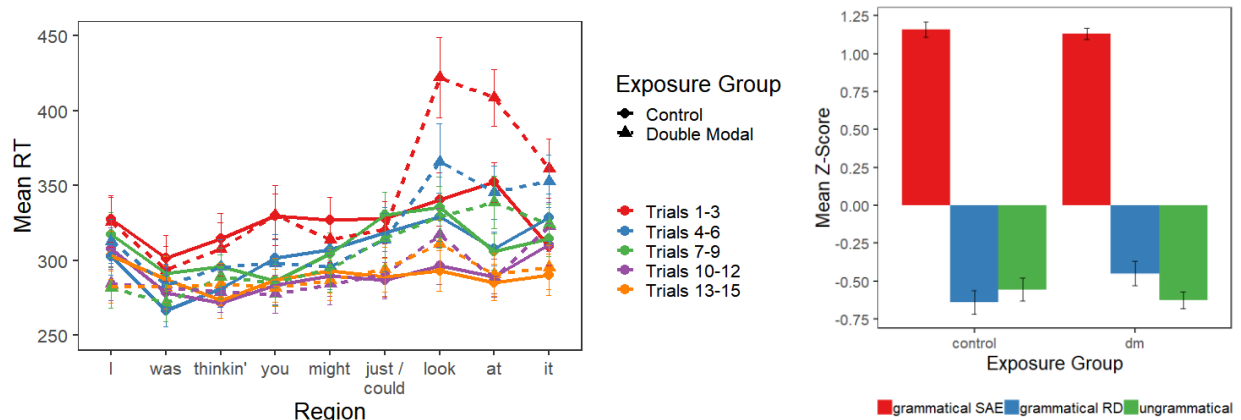 450
400
350
300
250
Mean RT
I was thinkin' you might just / could look at it
Region
Exposure Group
Control
Double Modal
Trials 1-3
Trials 4-6
Trials 7-9
Trials 10-12
Trials 13-15
1.25
1.00
0.75
0.50
0.25
0.00
-0.25
-0.50
-0.75
Mean Z-Score
control dm
Exposure Group
grammatical SAE grammatical RD ungrammatical